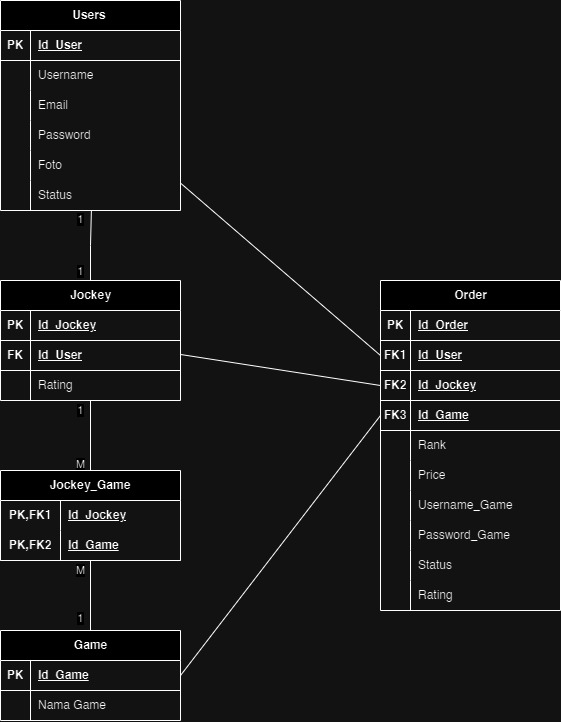 Users
PK Id_User
Username
Email
Password
Foto
Status
1
1
Jockey
PK Id_Jockey
FK Id_User
Rating
1
M
Jockey_Game
PK,FK1 Id_Jockey
PK,FK2 Id_Game
M
1
Game
PK Id_Game
Nama Game
Order
PK Id_Order
FK1 Id_User
FK2 Id_Jockey
FK3 Id_Game
Rank
Price
Username_Game
Password_Game
Status
Rating